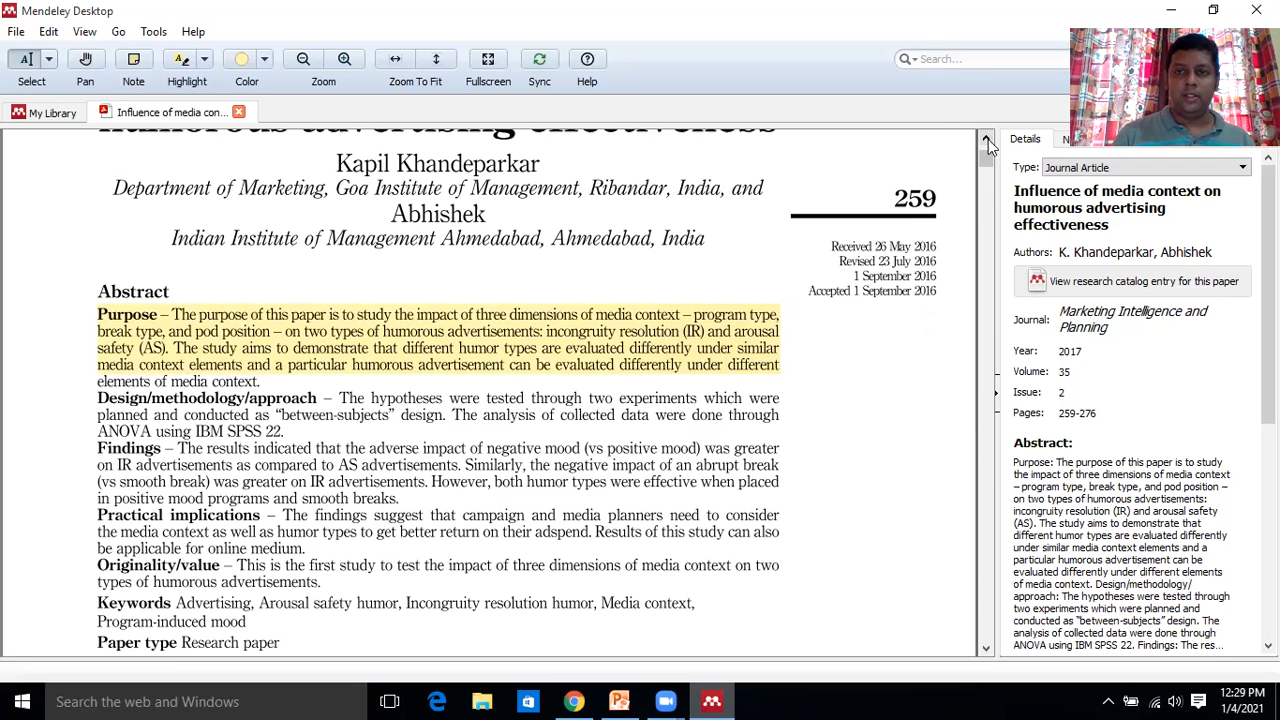 Mendeley Desktop
File Edit View Go Tools Help
Select Pan Note Highlight Color Zoom Zoom To Fit Fullscreen Sync Help
Search...
My Library
Influence of media con...
humorous advertising effectiveness
Kapil Khandeparkar
Department of Marketing, Goa Institute of Management, Ribandar, India, and
Abhishek
Indian Institute of Management Ahmedabad, Ahmedabad, India
259
Received 26 May 2016
Revised 23 July 2016
1 September 2016
Accepted 1 September 2016
Abstract
Purpose – The purpose of this paper is to study the impact of three dimensions of media context – program type,
break type, and pod position – on two types of humorous advertisements: incongruity resolution (IR) and arousal
safety (AS). The study aims to demonstrate that different humor types are evaluated differently under similar
media context elements and a particular humorous advertisement can be evaluated differently under different
elements of media context.
Design/methodology/approach – The hypotheses were tested through two experiments which were
planned and conducted as “between-subjects” design. The analysis of collected data were done through
ANOVA using IBM SPSS 22.
Findings – The results indicated that the adverse impact of negative mood (vs positive mood) was greater
on IR advertisements as compared to AS advertisements. Similarly, the negative impact of an abrupt break
(vs smooth break) was greater on IR advertisements. However, both humor types were effective when placed
in positive mood programs and smooth breaks.
Practical implications – The findings suggest that campaign and media planners need to consider
the media context as well as humor types to get better return on their adspend. Results of this study can also
be applicable for online medium.
Originality/value – This is the first study to test the impact of three dimensions of media context on two
types of humorous advertisements.
Keywords Advertising, Arousal safety humor, Incongruity resolution humor, Media context,
Program-induced mood
Paper type Research paper
Details N
Type: Journal Article
Influence of media context on
humorous advertising
effectiveness
Authors: K. Khandeparkar, Abhishek
View research catalog entry for this paper
Journal: Marketing Intelligence and
Planning
Year: 2017
Volume: 35
Issue: 2
Pages: 259-276
Abstract:
Purpose: The purpose of this paper is to study
the impact of three dimensions of media context
– program type, break type, and pod position –
on two types of humorous advertisements:
incongruity resolution (IR) and arousal safety
(AS). The study aims to demonstrate that
different humor types are evaluated differently
under similar media context elements and a
particular humorous advertisement can be
evaluated differently under different elements
of media context. Design/methodology/
approach: The hypotheses were tested through
two experiments which were planned and
conducted as “between-subjects” design. The
analysis of collected data were done through
ANOVA using IBM SPSS 22. Findings: The res...
Search the web and Windows
12:29 PM
1/4/2021